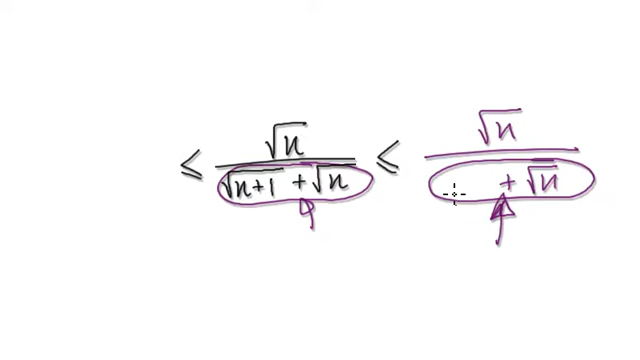 ≤ √n / (√n+1 + √n) ≤ √n / ( + √n)